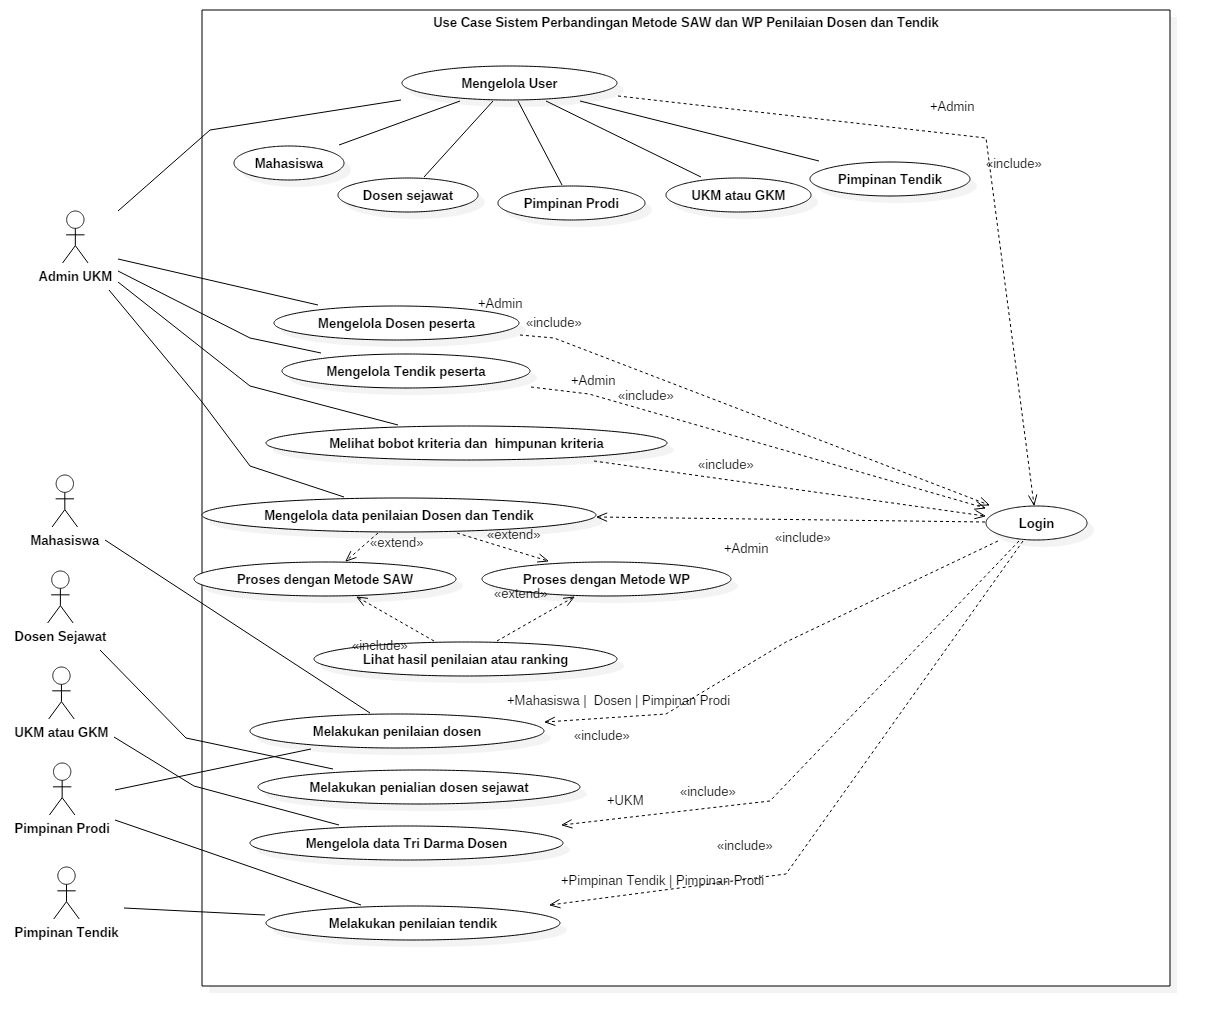 Use Case Sistem Perbandingan Metode SAW dan WP Penilaian Dosen dan Tendik
Mengelola User
+Admin
«include»
Mahasiswa
Dosen sejawat
Pimpinan Prodi
UKM atau GKM
Pimpinan Tendik
Admin UKM
+Admin
Mengelola Dosen peserta
«include»
Mengelola Tendik peserta
+Admin
«include»
Melihat bobot kriteria dan  himpunan kriteria
«include»
Mengelola data penilaian Dosen dan Tendik
Login
«extend»
«extend»
«include»
+Admin
Mahasiswa
Proses dengan Metode SAW
Proses dengan Metode WP
«extend»
Dosen Sejawat
«include»
Lihat hasil penilaian atau ranking
+Mahasiswa |  Dosen | Pimpinan Prodi
UKM atau GKM
Melakukan penilaian dosen
«include»
Melakukan penialian dosen sejawat
«include»
+UKM
Pimpinan Prodi
Mengelola data Tri Darma Dosen
«include»
+Pimpinan Tendik | Pimpinan Prodi
Melakukan penilaian tendik
Pimpinan Tendik